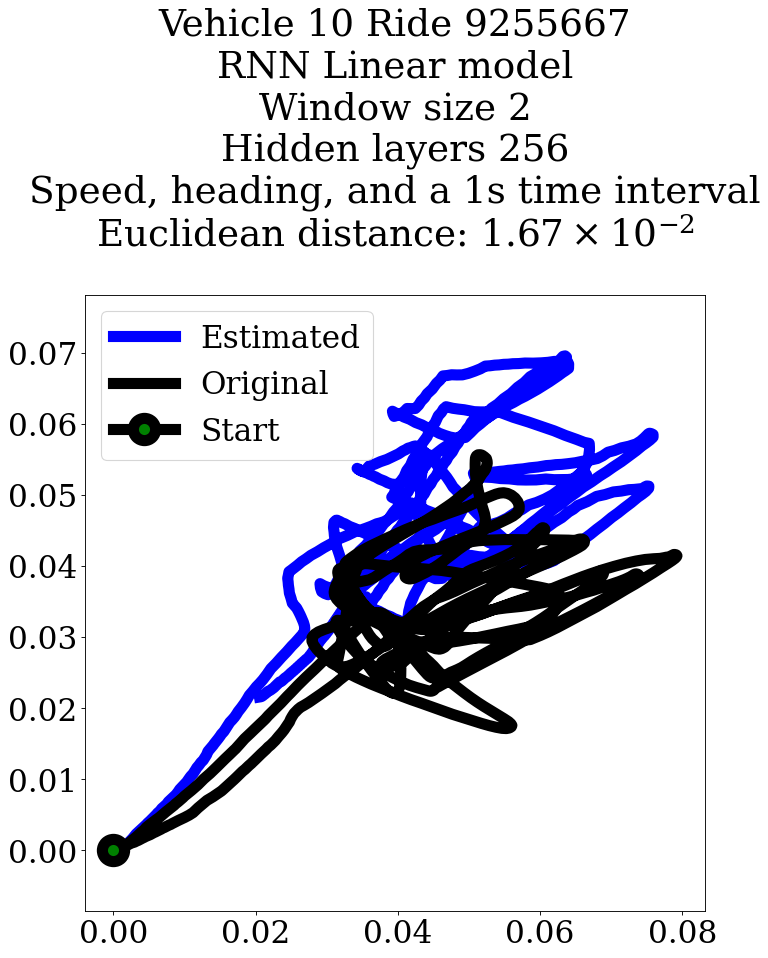 Vehicle 10 Ride 9255667
RNN Linear model
Window size 2
Hidden layers 256
Speed, heading, and a 1s time interval
Euclidean distance: 1.67 × 10⁻²
Estimated
Original
Start
0.07
0.06
0.05
0.04
0.03
0.02
0.01
0.00
0.00 0.02 0.04 0.06 0.08